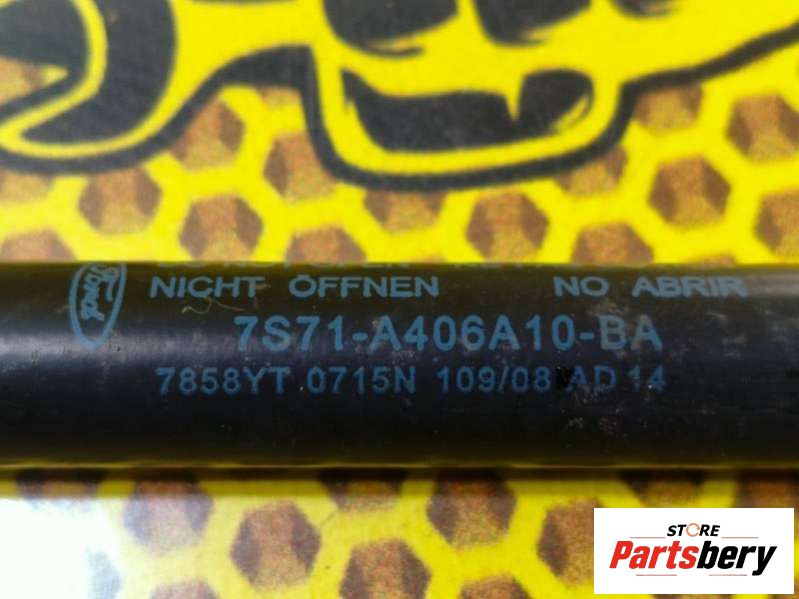 NICHT ÖFFNEN NO ABRIR
Ford
7S71-A406A10-BA
7858YT 0715N 109/08 AD 14
STORE
Partsbery